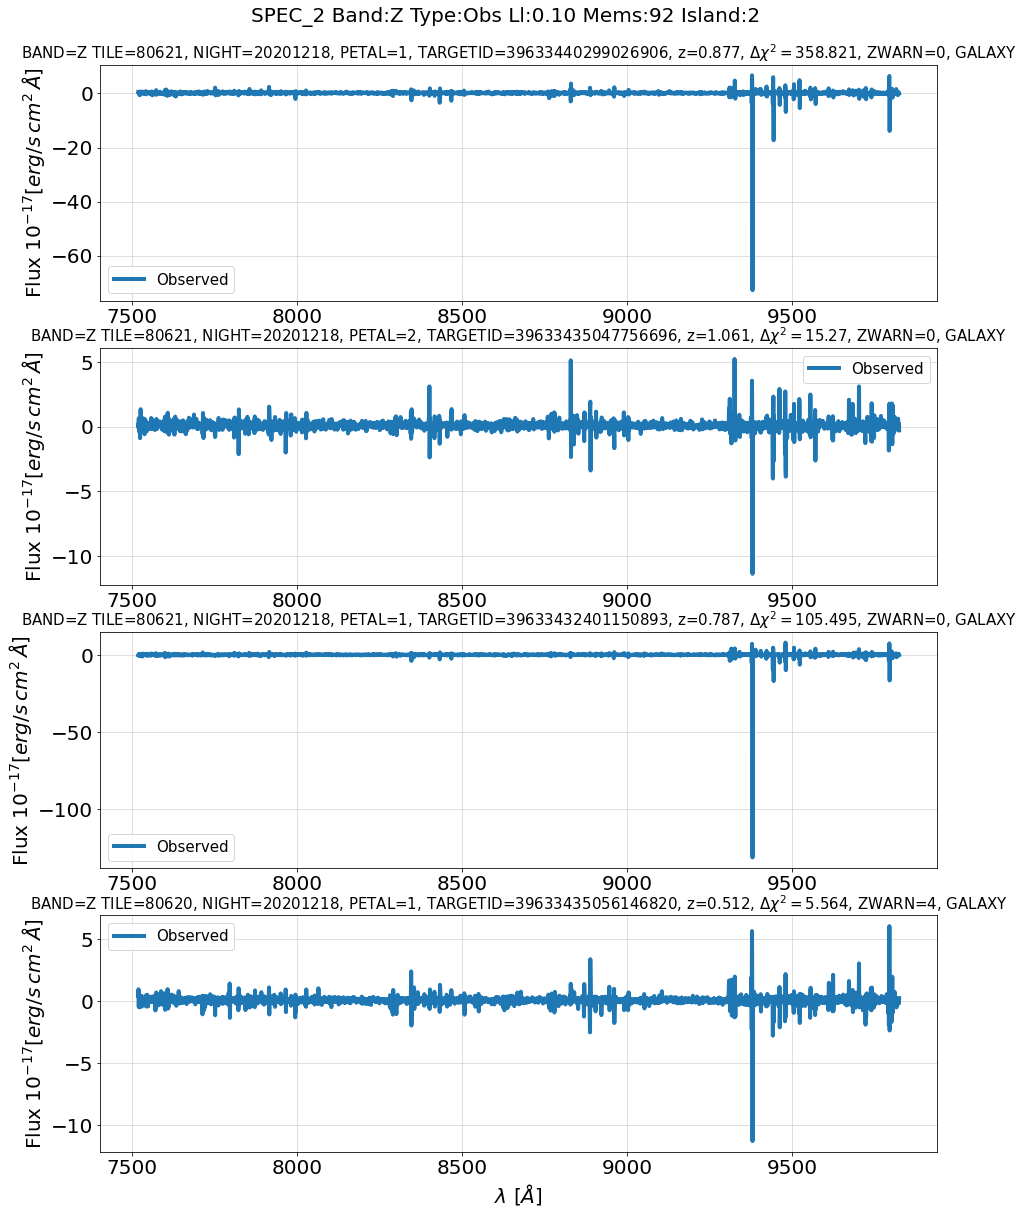 SPEC_2 Band:Z Type:Obs Ll:0.10 Mems:92 Island:2
BAND=Z TILE=80621, NIGHT=20201218, PETAL=1, TARGETID=39633440299026906, z=0.877, Δχ²=358.821, ZWARN=0, GALAXY
Flux 10⁻¹⁷[erg/s cm² Å]
0
−20
−40
−60
Observed
7500 8000 8500 9000 9500
BAND=Z TILE=80621, NIGHT=20201218, PETAL=2, TARGETID=39633435047756696, z=1.061, Δχ²=15.27, ZWARN=0, GALAXY
Flux 10⁻¹⁷[erg/s cm² Å]
5
0
−5
−10
Observed
7500 8000 8500 9000 9500
BAND=Z TILE=80621, NIGHT=20201218, PETAL=1, TARGETID=39633432401150893, z=0.787, Δχ²=105.495, ZWARN=0, GALAXY
Flux 10⁻¹⁷[erg/s cm² Å]
0
−50
−100
Observed
7500 8000 8500 9000 9500
BAND=Z TILE=80620, NIGHT=20201218, PETAL=1, TARGETID=39633435056146820, z=0.512, Δχ²=5.564, ZWARN=4, GALAXY
Flux 10⁻¹⁷[erg/s cm² Å]
5
0
−5
−10
Observed
7500 8000 8500 9000 9500
λ [Å]